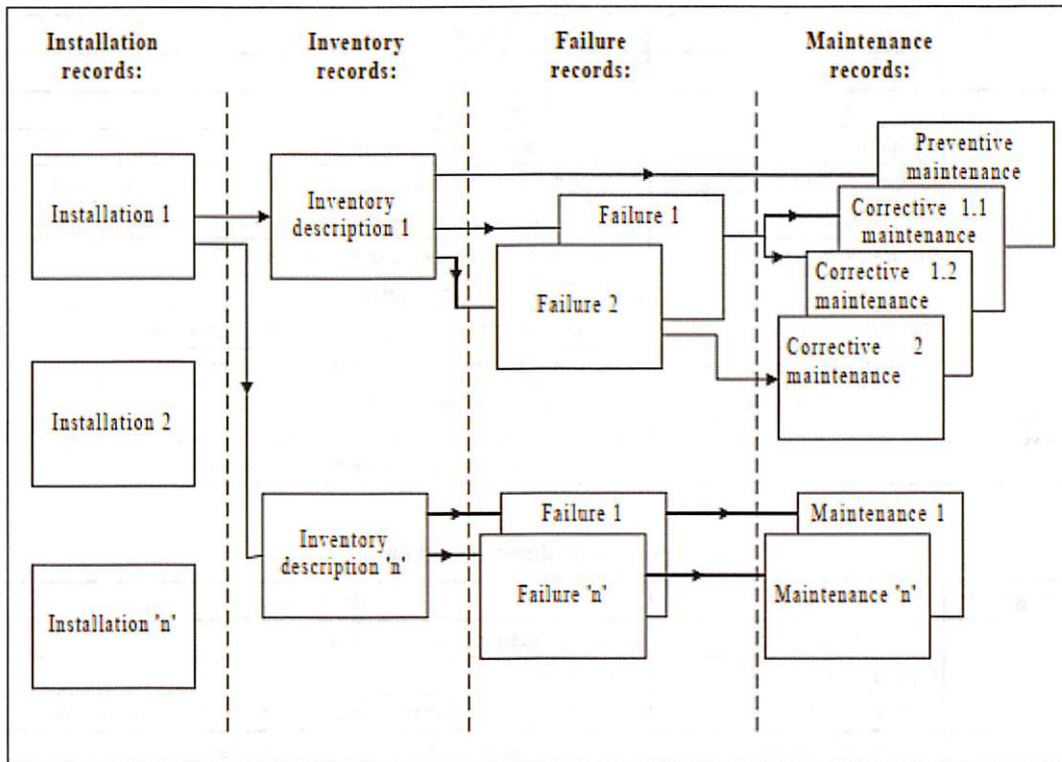 Installation
records:
Inventory
records:
Failure
records:
Maintenance
records:
Installation 1
Inventory
description 1
Failure 1
Failure 2
Preventive
maintenance
Corrective 1.1
maintenance
Corrective 1.2
maintenance
Corrective 2
maintenance
Installation 2
Installation 'n'
Inventory
description 'n'
Failure 1
Failure 'n'
Maintenance 1
Maintenance 'n'